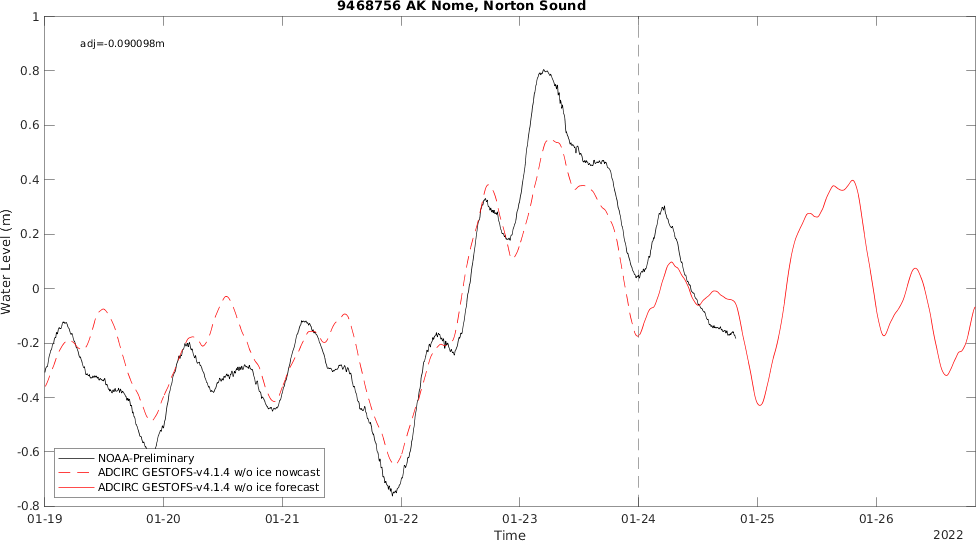 9468756 AK Nome, Norton Sound
adj=-0.090098m
Water Level (m)
1
0.8
0.6
0.4
0.2
0
-0.2
-0.4
-0.6
-0.8
NOAA-Preliminary
ADCIRC GESTOFS-v4.1.4 w/o ice nowcast
ADCIRC GESTOFS-v4.1.4 w/o ice forecast
01-19 01-20 01-21 01-22 01-23 01-24 01-25 01-26
Time
2022